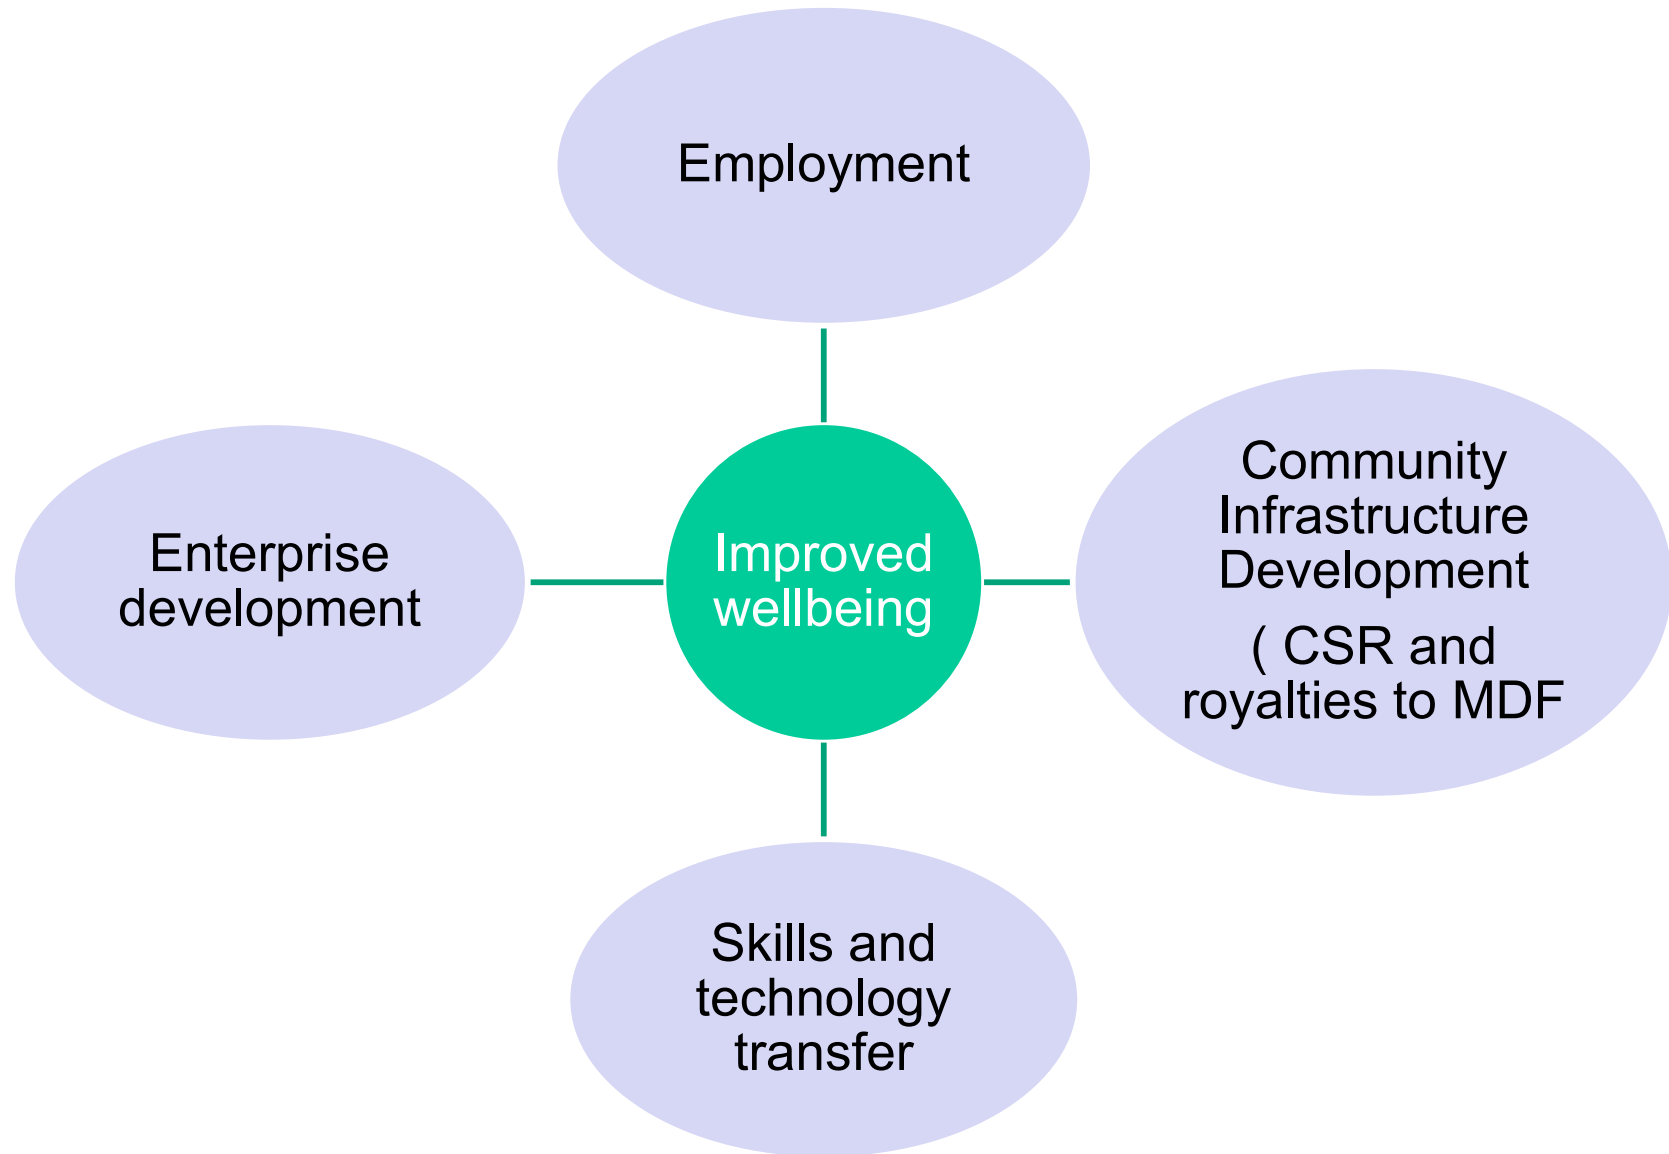 Employment
Enterprise
development
Improved
wellbeing
Community
Infrastructure
Development
( CSR and
royalties to MDF
Skills and
technology
transfer